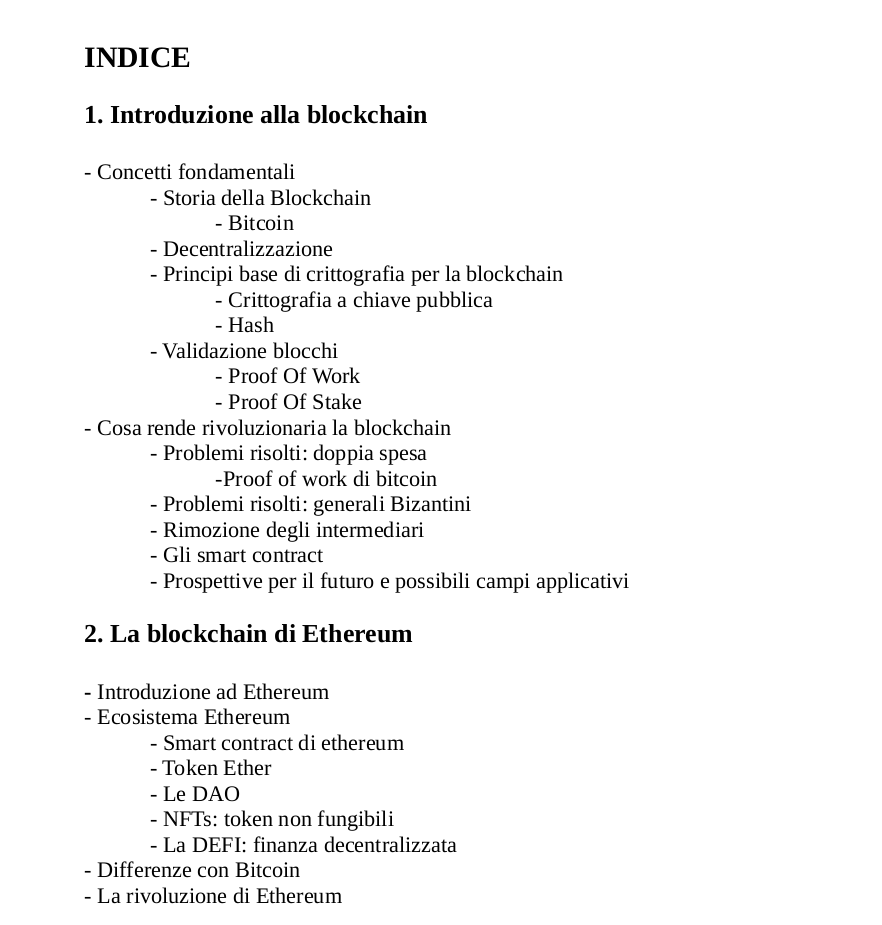 INDICE
1. Introduzione alla blockchain
- Concetti fondamentali
- Storia della Blockchain
- Bitcoin
- Decentralizzazione
- Principi base di crittografia per la blockchain
- Crittografia a chiave pubblica
- Hash
- Validazione blocchi
- Proof Of Work
- Proof Of Stake
- Cosa rende rivoluzionaria la blockchain
- Problemi risolti: doppia spesa
-Proof of work di bitcoin
- Problemi risolti: generali Bizantini
- Rimozione degli intermediari
- Gli smart contract
- Prospettive per il futuro e possibili campi applicativi
2. La blockchain di Ethereum
- Introduzione ad Ethereum
- Ecosistema Ethereum
- Smart contract di ethereum
- Token Ether
- Le DAO
- NFTs: token non fungibili
- La DEFI: finanza decentralizzata
- Differenze con Bitcoin
- La rivoluzione di Ethereum